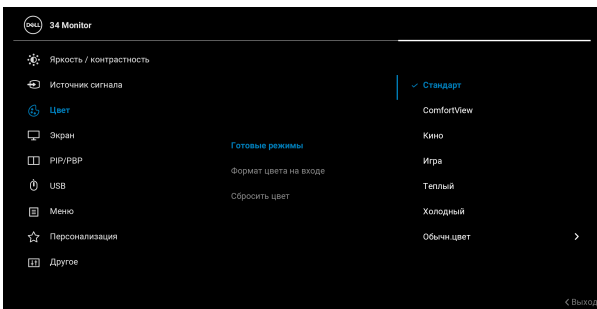 DELL
34 Monitor
Яркость / контрастность
Источник сигнала
Стандарт
Цвет
ComfortView
Экран
Кино
Готовые режимы
PIP/PBP
Игра
Формат цвета на входе
USB
Теплый
Сбросить цвет
Меню
Холодный
Персонализация
Обычн.цвет
Другое
Выход